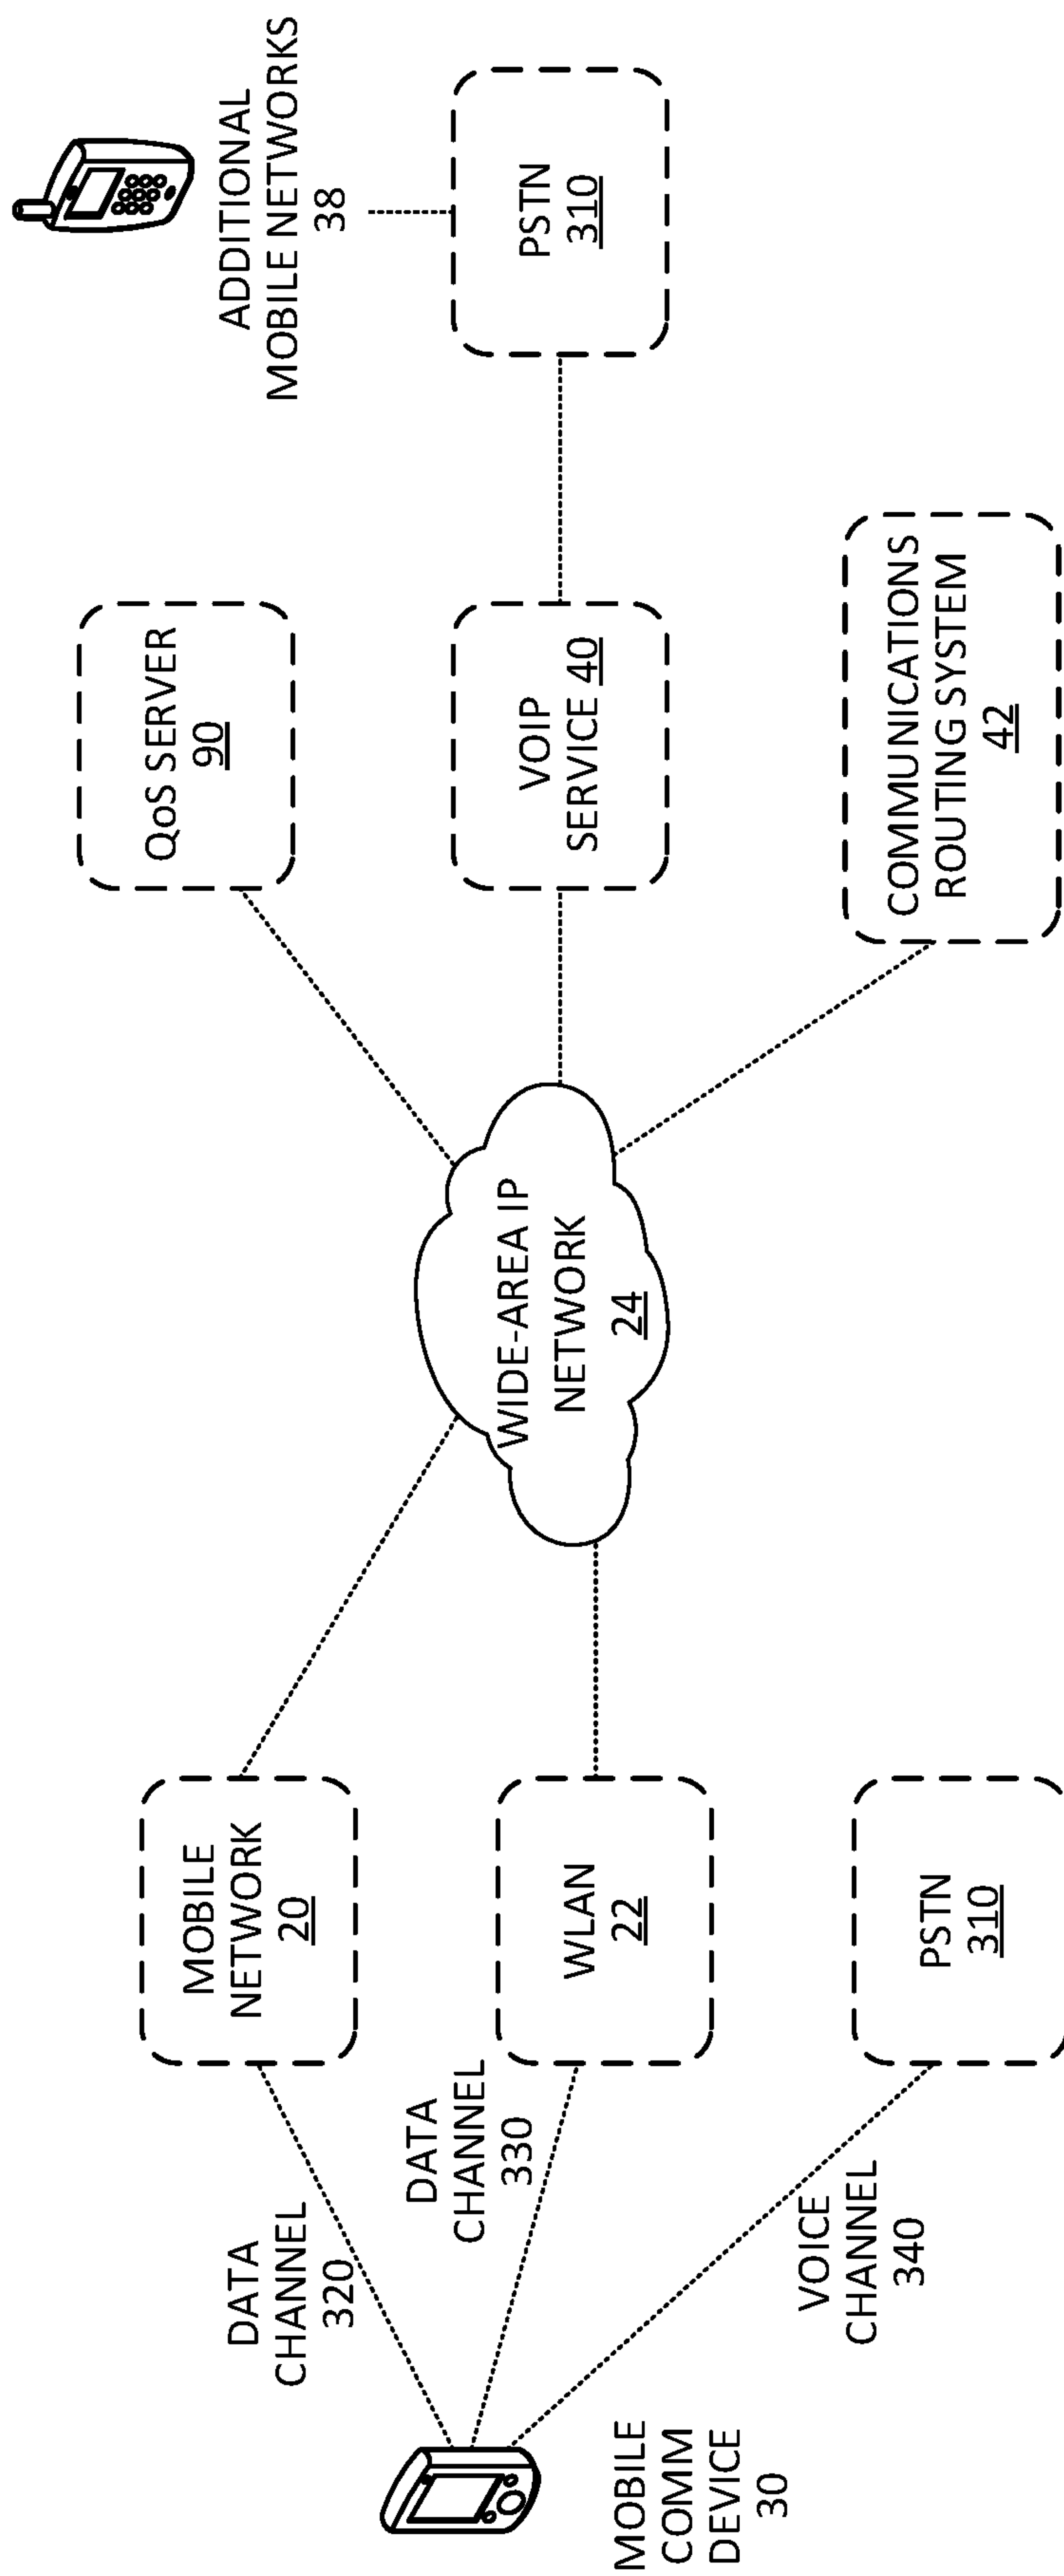 MOBILE
COMM
DEVICE
30
DATA
CHANNEL
320
DATA
CHANNEL
330
VOICE
CHANNEL
340
MOBILE
NETWORK
20
WLAN
22
PSTN
310
WIDE-AREA IP
NETWORK
24
QoS SERVER
90
VOIP
SERVICE 40
COMMUNICATIONS
ROUTING SYSTEM
42
ADDITIONAL
MOBILE NETWORKS
38
PSTN
310